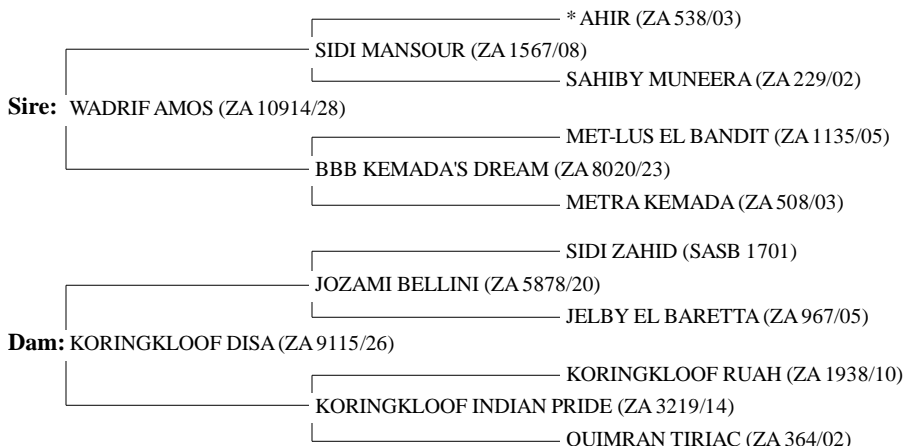 * AHIR (ZA 538/03)
SIDI MANSOUR (ZA 1567/08)
SAHIBY MUNEERA (ZA 229/02)
Sire: WADRIF AMOS (ZA 10914/28)
MET-LUS EL BANDIT (ZA 1135/05)
BBB KEMADA'S DREAM (ZA 8020/23)
METRA KEMADA (ZA 508/03)
SIDI ZAHID (SASB 1701)
JOZAMI BELLINI (ZA 5878/20)
JELBY EL BARETTA (ZA 967/05)
Dam: KORINGKLOOF DISA (ZA 9115/26)
KORINGKLOOF RUAH (ZA 1938/10)
KORINGKLOOF INDIAN PRIDE (ZA 3219/14)
OUIMRAN TIRIAC (ZA 364/02)